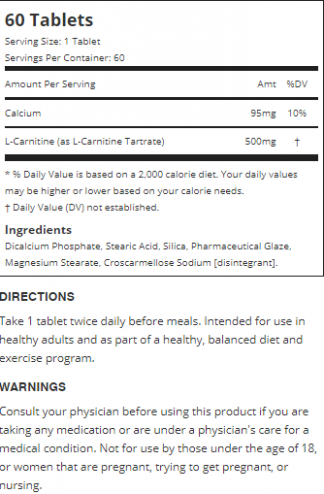 60 Tablets
Serving Size: 1 Tablet
Servings Per Container: 60
Amount Per Serving Amt %DV
Calcium 95mg 10%
L-Carnitine (as L-Carnitine Tartrate) 500mg †
* % Daily Value is based on a 2,000 calorie diet. Your daily values
may be higher or lower based on your calorie needs.
† Daily Value (DV) not established.
Ingredients
Dicalcium Phosphate, Stearic Acid, Silica, Pharmaceutical Glaze,
Magnesium Stearate, Croscarmellose Sodium [disintegrant].
DIRECTIONS
Take 1 tablet twice daily before meals. Intended for use in
healthy adults and as part of a healthy, balanced diet and
exercise program.
WARNINGS
Consult your physician before using this product if you are
taking any medication or are under a physician's care for a
medical condition. Not for use by those under the age of 18,
or women that are pregnant, trying to get pregnant, or
nursing.